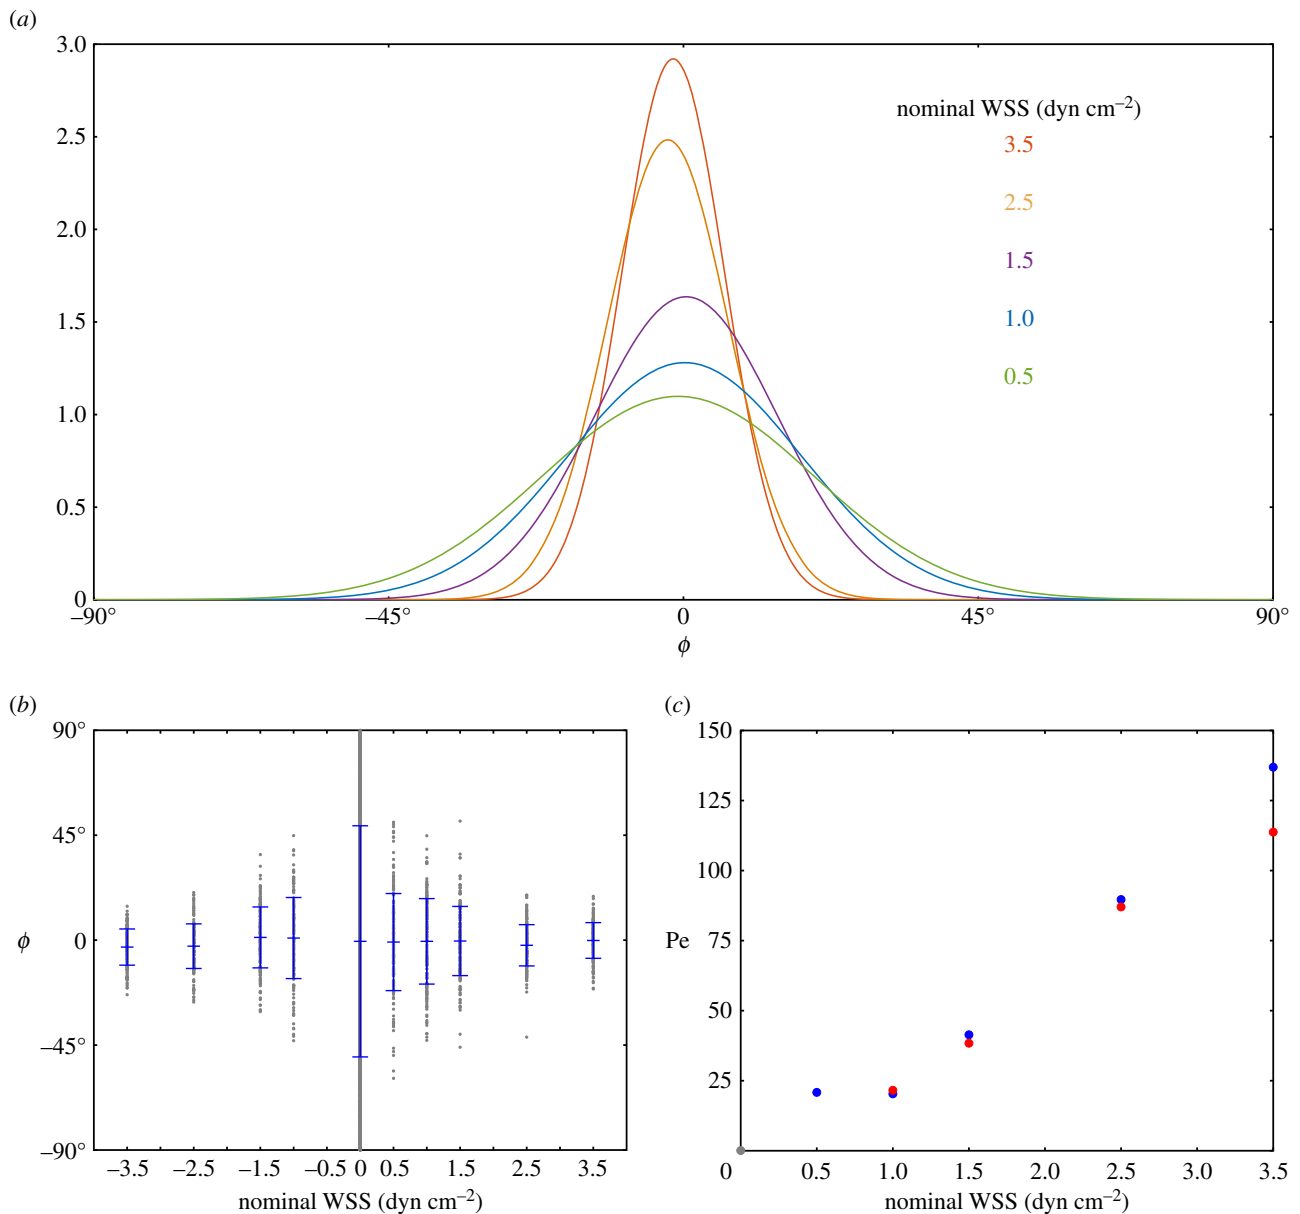 (a)
3.0
2.5
2.0
1.5
1.0
0.5
0
–90° –45° 0 45° 90°
ϕ
nominal WSS (dyn cm⁻²)
3.5
2.5
1.5
1.0
0.5
(b)
90°
45°
0
–45°
–90°
ϕ
–3.5 –2.5 –1.5 –0.5 0 0.5 1.5 2.5 3.5
nominal WSS (dyn cm⁻²)
(c)
150
125
100
75
50
25
Pe
0 0.5 1.0 1.5 2.0 2.5 3.0 3.5
nominal WSS (dyn cm⁻²)